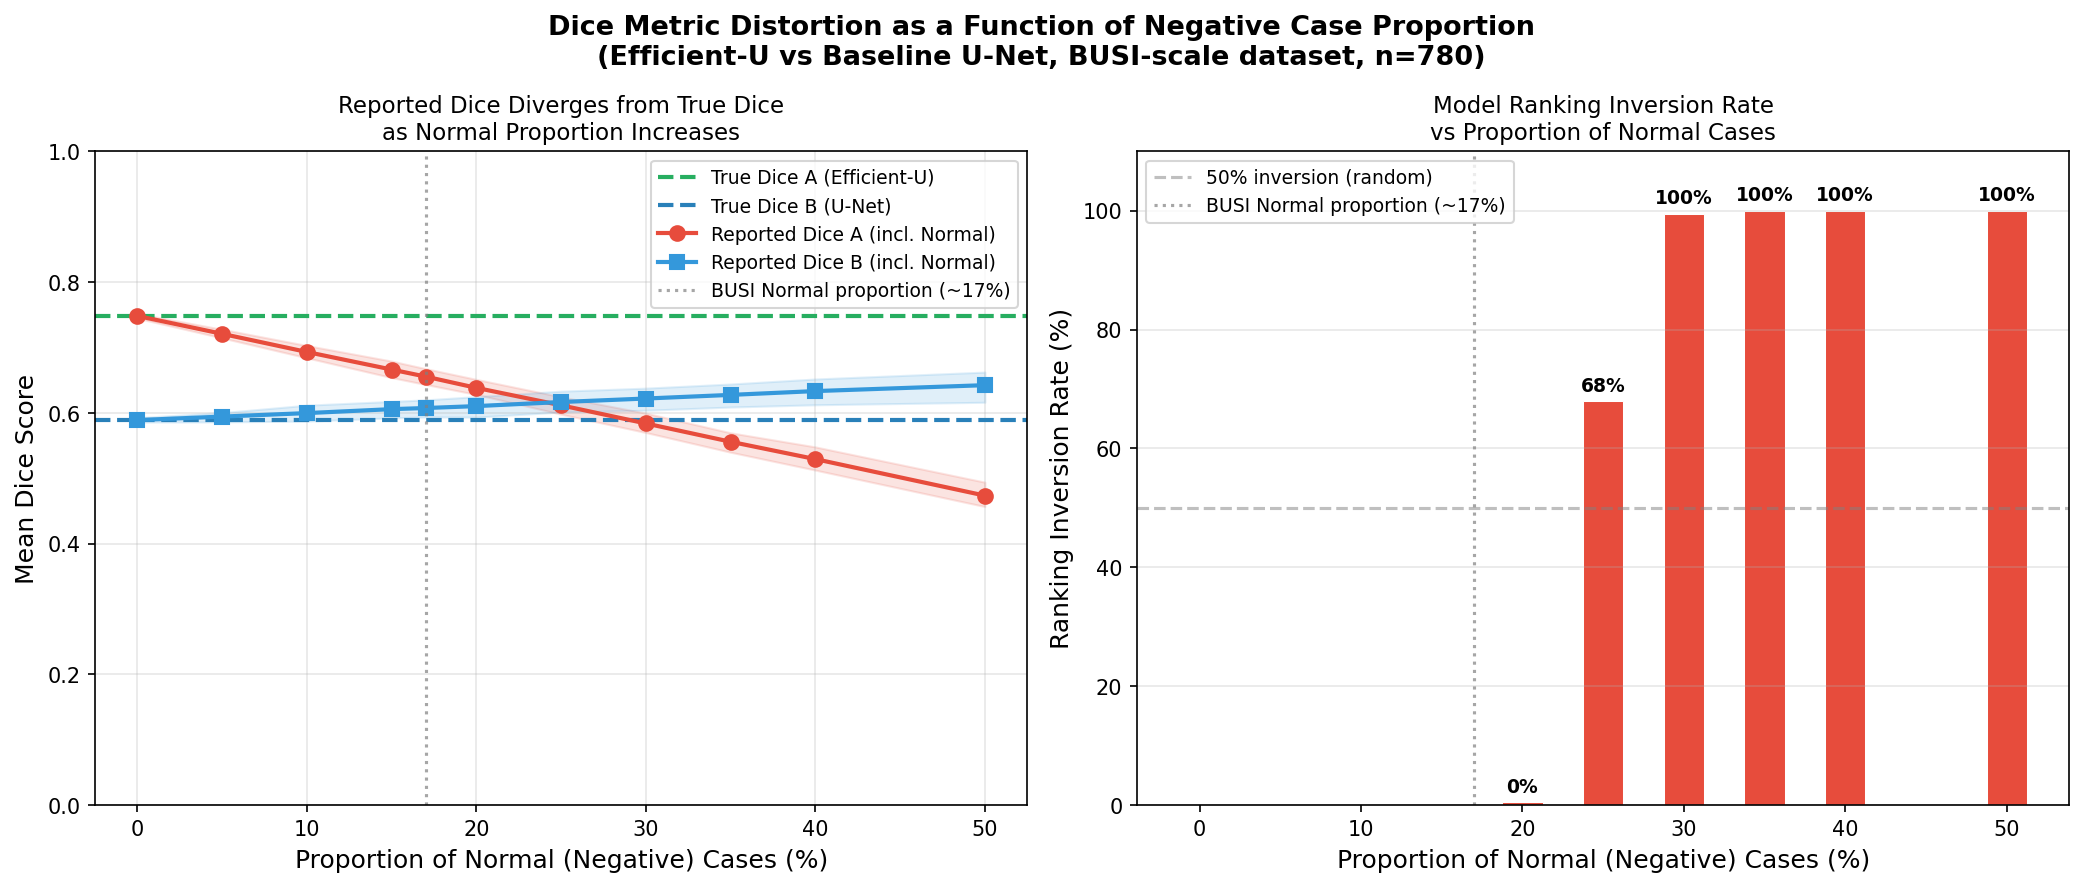 Dice Metric Distortion as a Function of Negative Case Proportion
(Efficient-U vs Baseline U-Net, BUSI-scale dataset, n=780)
Reported Dice Diverges from True Dice
as Normal Proportion Increases
Mean Dice Score
1.0
0.8
0.6
0.4
0.2
0.0
True Dice A (Efficient-U)
True Dice B (U-Net)
Reported Dice A (incl. Normal)
Reported Dice B (incl. Normal)
BUSI Normal proportion (~17%)
0 10 20 30 40 50
Proportion of Normal (Negative) Cases (%)
Model Ranking Inversion Rate
vs Proportion of Normal Cases
Ranking Inversion Rate (%)
100
80
60
40
20
0
50% inversion (random)
BUSI Normal proportion (~17%)
0% 68% 100% 100% 100% 100%
0 10 20 30 40 50
Proportion of Normal (Negative) Cases (%)